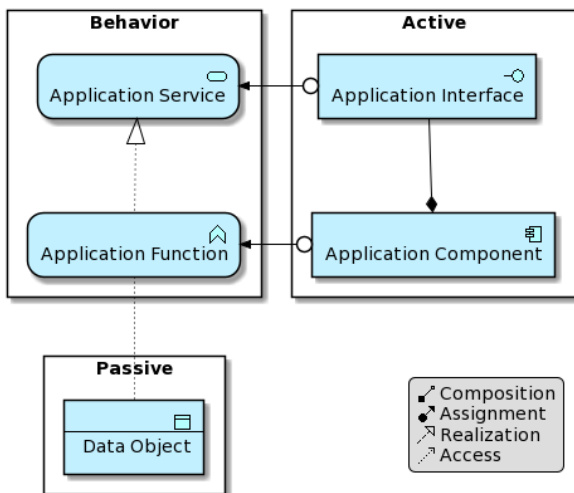 Behavior
Active
Application Service
Application Interface
Application Function
Application Component
Passive
Data Object
Composition
Assignment
Realization
Access